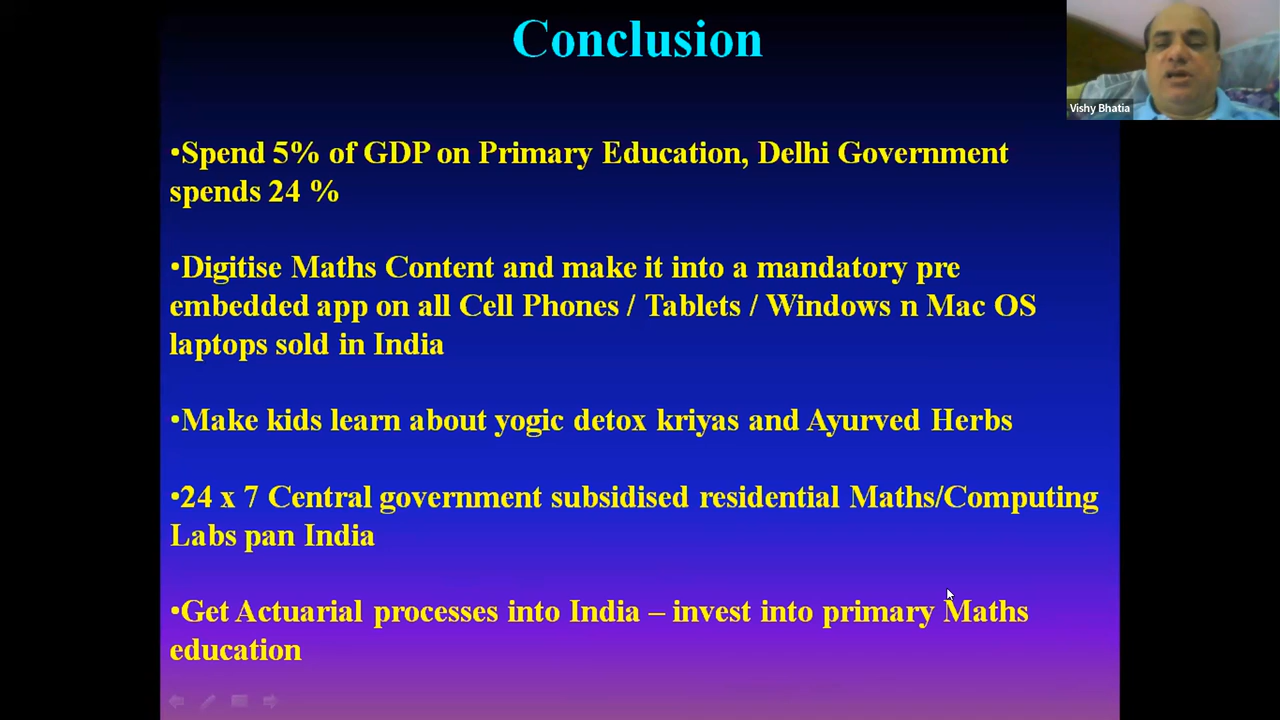 Conclusion
Vishy Bhatia
•Spend 5% of GDP on Primary Education, Delhi Government
spends 24 %
•Digitise Maths Content and make it into a mandatory pre
embedded app on all Cell Phones / Tablets / Windows n Mac OS
laptops sold in India
•Make kids learn about yogic detox kriyas and Ayurved Herbs
•24 x 7 Central government subsidised residential Maths/Computing
Labs pan India
•Get Actuarial processes into India – invest into primary Maths
education